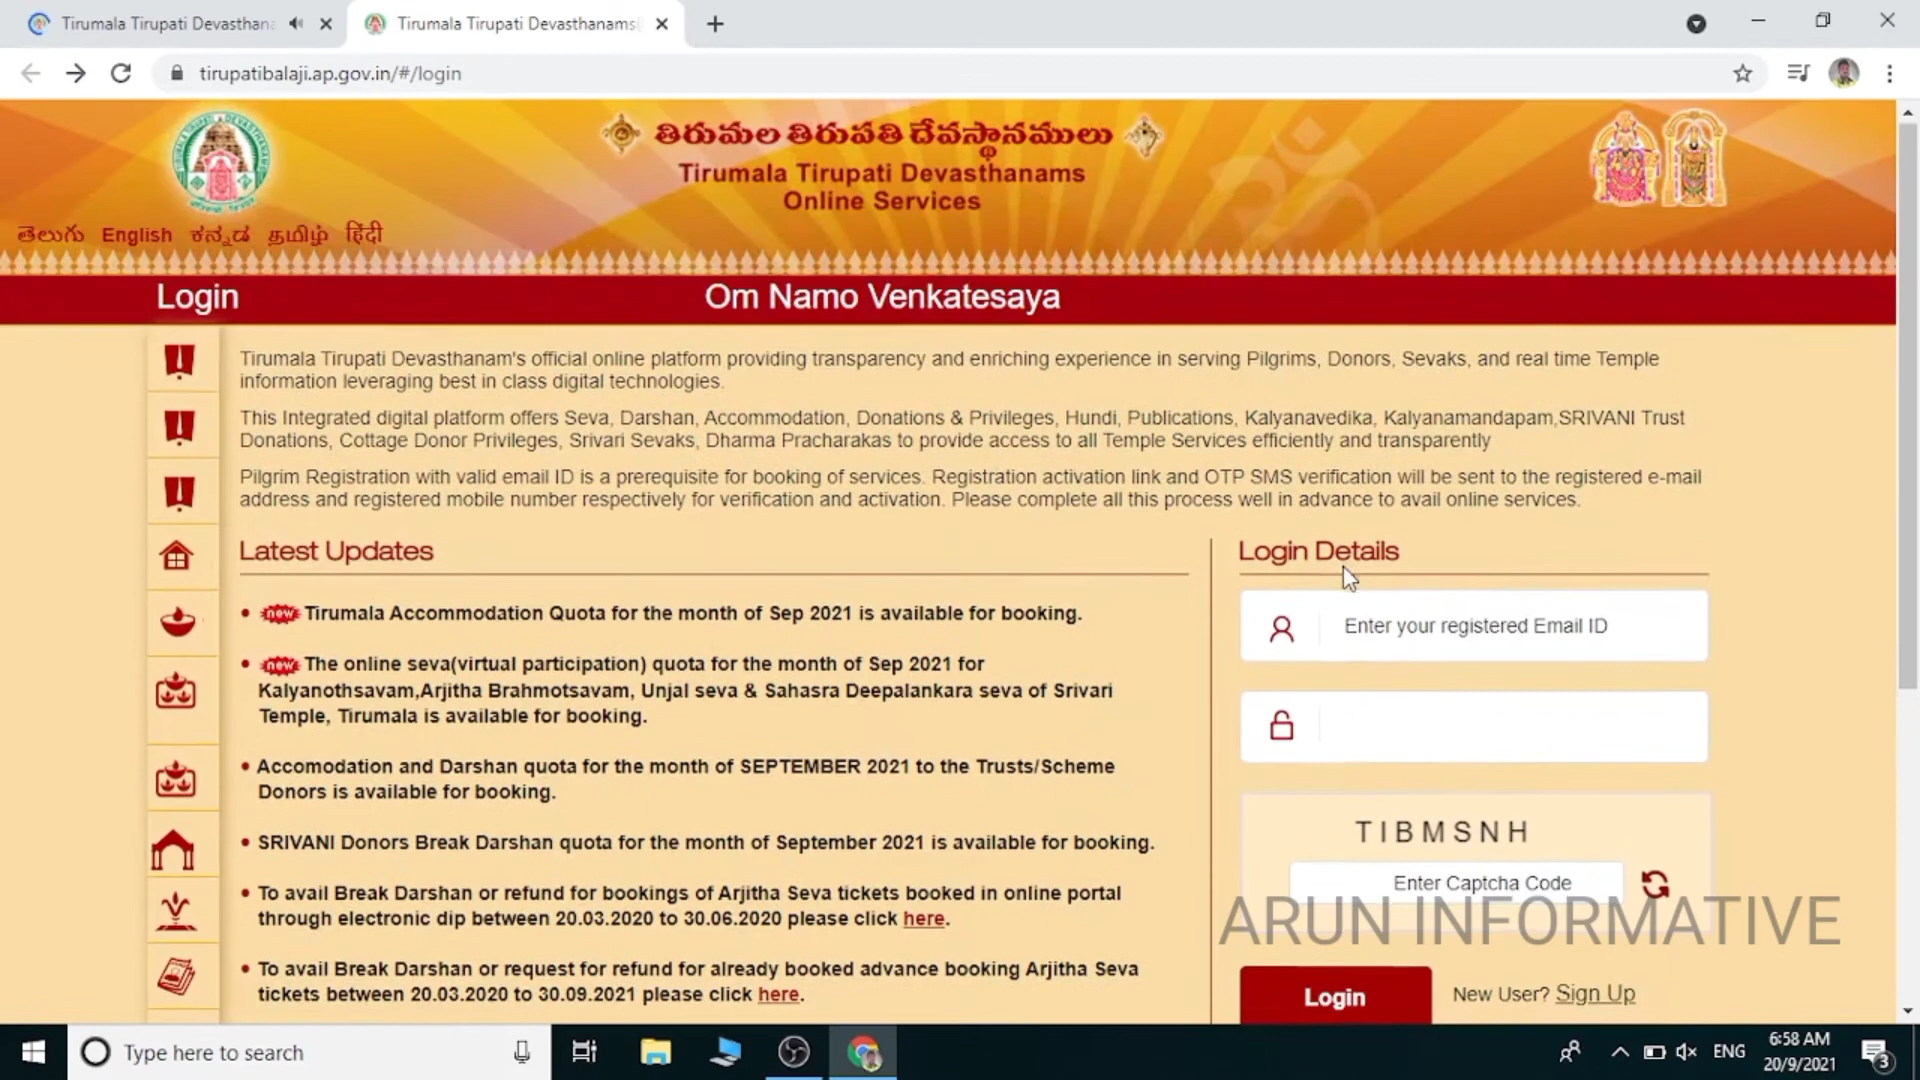 Tirumala Tirupati Devasthana
Tirumala Tirupati Devasthanams(
tirupatibalaji.ap.gov.in/#/login
తిరుమల తిరుపతి దేవస్థానములు
Tirumala Tirupati Devasthanams
Online Services
తెలుగు English ಕನ್ನಡ தமிழ் हिंदी
Login
Om Namo Venkatesaya
Tirumala Tirupati Devasthanam's official online platform providing transparency and enriching experience in serving Pilgrims, Donors, Sevaks, and real time Temple
information leveraging best in class digital technologies.
This Integrated digital platform offers Seva, Darshan, Accommodation, Donations & Privileges, Hundi, Publications, Kalyanavedika, Kalyanamandapam,SRIVANI Trust
Donations, Cottage Donor Privileges, Srivari Sevaks, Dharma Pracharakas to provide access to all Temple Services efficiently and transparently
Pilgrim Registration with valid email ID is a prerequisite for booking of services. Registration activation link and OTP SMS verification will be sent to the registered e-mail
address and registered mobile number respectively for verification and activation. Please complete all this process well in advance to avail online services.
Latest Updates
new Tirumala Accommodation Quota for the month of Sep 2021 is available for booking.
new The online seva(virtual participation) quota for the month of Sep 2021 for
Kalyanothsavam,Arjitha Brahmotsavam, Unjal seva & Sahasra Deepalankara seva of Srivari
Temple, Tirumala is available for booking.
Accomodation and Darshan quota for the month of SEPTEMBER 2021 to the Trusts/Scheme
Donors is available for booking.
SRIVANI Donors Break Darshan quota for the month of September 2021 is available for booking.
To avail Break Darshan or refund for bookings of Arjitha Seva tickets booked in online portal
through electronic dip between 20.03.2020 to 30.06.2020 please click here.
To avail Break Darshan or request for refund for already booked advance booking Arjitha Seva
tickets between 20.03.2020 to 30.09.2021 please click here.
Login Details
Enter your registered Email ID
TIBMSNH
Enter Captcha Code
ARUN INFORMATIVE
Login
New User? Sign Up
Type here to search
ENG
6:58 AM
20/9/2021
3